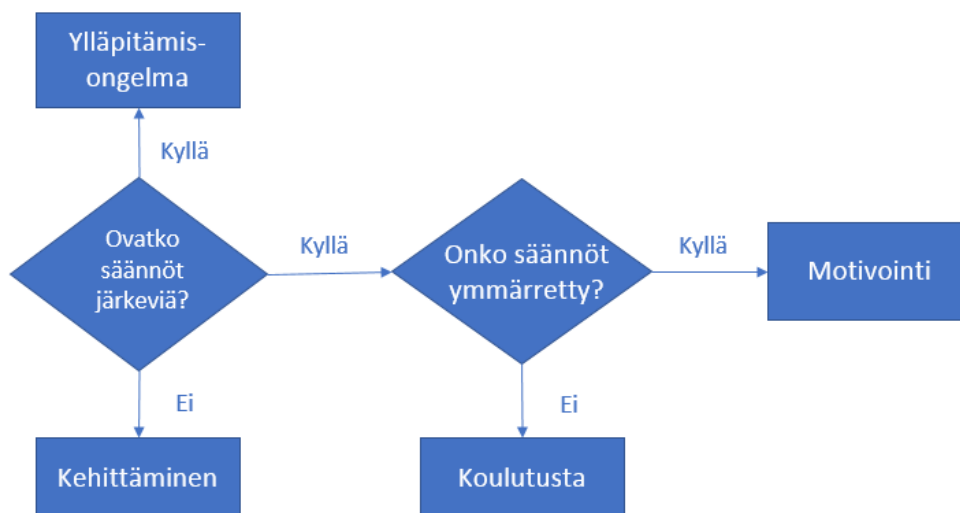 Ylläpitämis-
ongelma
Kyllä
Ovatko
säännöt
järkeviä?
Kyllä
Onko säännöt
ymmärretty?
Kyllä
Motivointi
Ei
Ei
Kehittäminen
Koulutusta